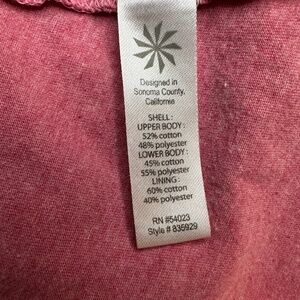 Designed in
Sonoma County,
California
SHELL:
UPPER BODY:
52% cotton
48% polyester
LOWER BODY:
45% cotton
55% polyester
LINING:
60% cotton
40% polyester
RN #54023
Style # 835929